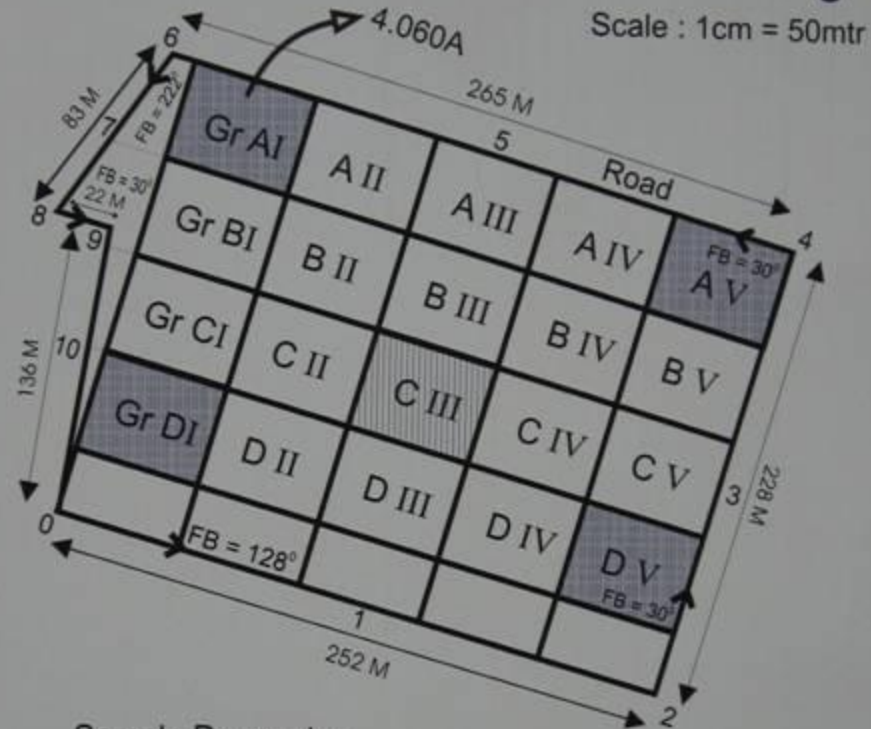 Scale : 1cm = 50mtr
4.060A
6
265 M
83 M
7
FB = 222°
5
Road
4
Gr AI
A II
A III
A IV
A V
FB = 30°
FB = 30°
22 M
8
9
Gr BI
B II
B III
B IV
B V
136 M
10
Gr CI
C II
C III
C IV
C V
3
228 M
Gr DI
D II
D III
D IV
D V
FB = 30°
0
FB = 128°
1
252 M
2